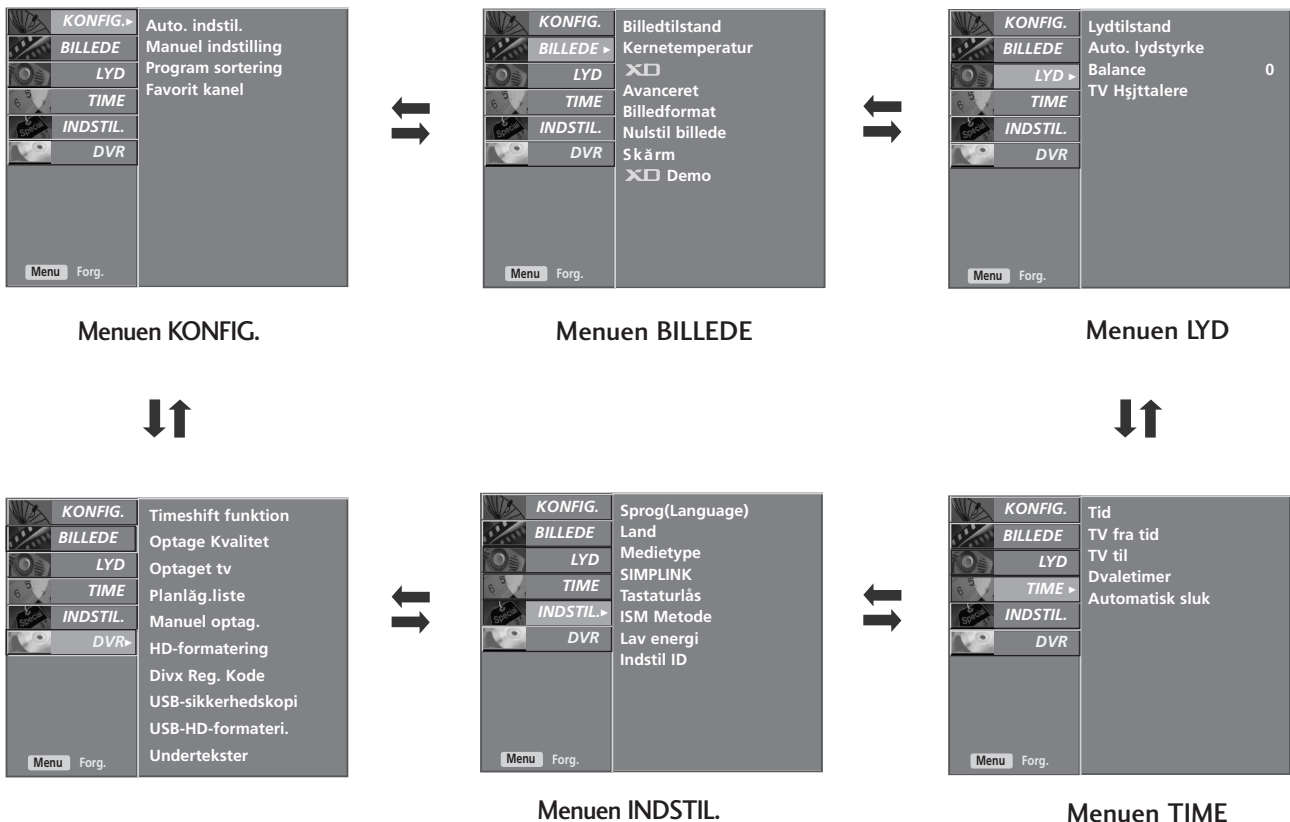 KONFIG.
BILLEDE
LYD
TIME
INDSTIL.
DVR
Auto. indstil.
Manuel indstilling
Program sortering
Favorit kanel
Menu Forg.
Menuen KONFIG.
KONFIG.
BILLEDE
LYD
TIME
INDSTIL.
DVR
Billedtilstand
Kernetemperatur
XD
Avanceret
Billedformat
Nulstil billede
Skărm
XD Demo
Menu Forg.
Menuen BILLEDE
KONFIG.
BILLEDE
LYD
TIME
INDSTIL.
DVR
Lydtilstand
Auto. lydstyrke
Balance 0
TV Hşjttalere
Menu Forg.
Menuen LYD
KONFIG.
BILLEDE
LYD
TIME
INDSTIL.
DVR
Timeshift funktion
Optage Kvalitet
Optaget tv
Planlăg.liste
Manuel optag.
HD-formatering
Divx Reg. Kode
USB-sikkerhedskopi
USB-HD-formateri.
Undertekster
Menu Forg.
KONFIG.
BILLEDE
LYD
TIME
INDSTIL.
DVR
Sprog(Language)
Land
Medietype
SIMPLINK
Tastaturlås
ISM Metode
Lav energi
Indstil ID
Menu Forg.
Menuen INDSTIL.
KONFIG.
BILLEDE
LYD
TIME
INDSTIL.
DVR
Tid
TV fra tid
TV til
Dvaletimer
Automatisk sluk
Menu Forg.
Menuen TIME